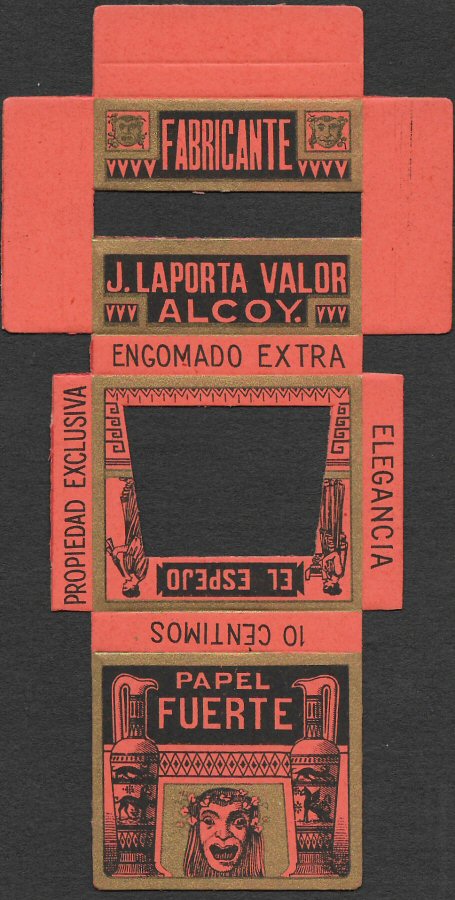 FABRICANTE
J. LAPORTA VALOR
ALCOY.
ENGOMADO EXTRA
PROPIEDAD EXCLUSIVA
ELEGANCIA
EL ESPEJO
10 CÉNTIMOS
PAPEL
FUERTE